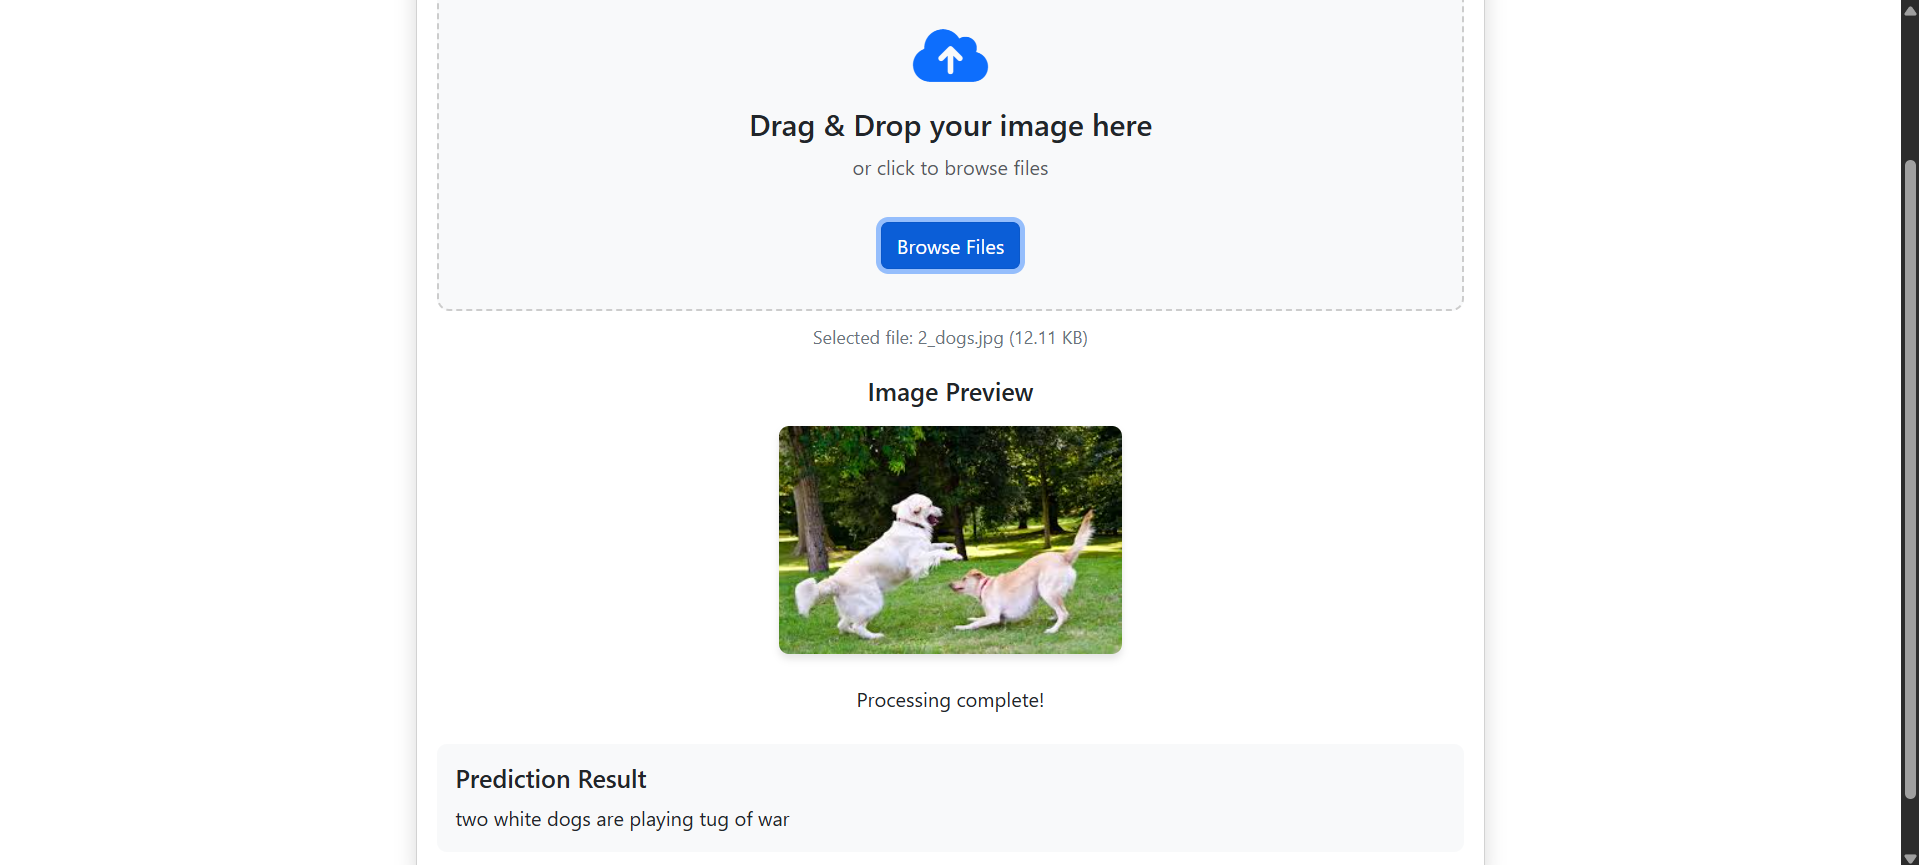 Drag & Drop your image here
or click to browse files
Browse Files
Selected file: 2_dogs.jpg (12.11 KB)
Image Preview
Processing complete!
Prediction Result
two white dogs are playing tug of war